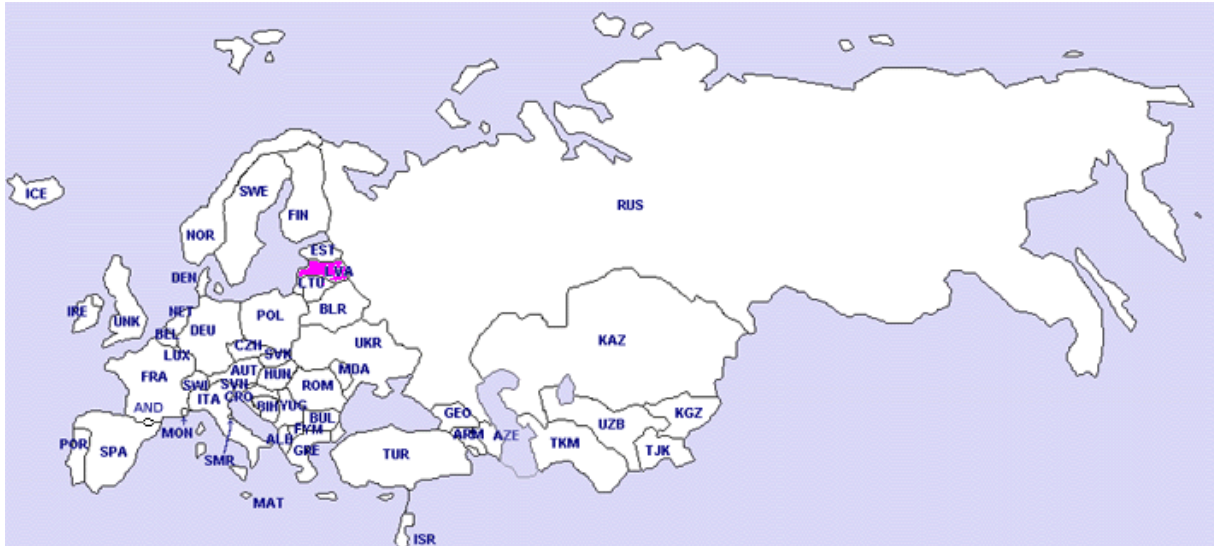 ICE
SWE
RUS
FIN
NOR
EST
LVA
DEN
LTU
IRE
NET
UNK
POL
BLR
BEL
DEU
KAZ
CZH
UKR
LUX
SVK
AUT
HUN
MDA
FRA
SWI
SVN
ROM
ITA
CRO
BIH
YUG
AND
BUL
GEO
KGZ
UZB
FYM
MON
ALB
ARM
AZE
TKM
POR
SPA
GRE
TUR
TJK
SMR
MAT
ISR